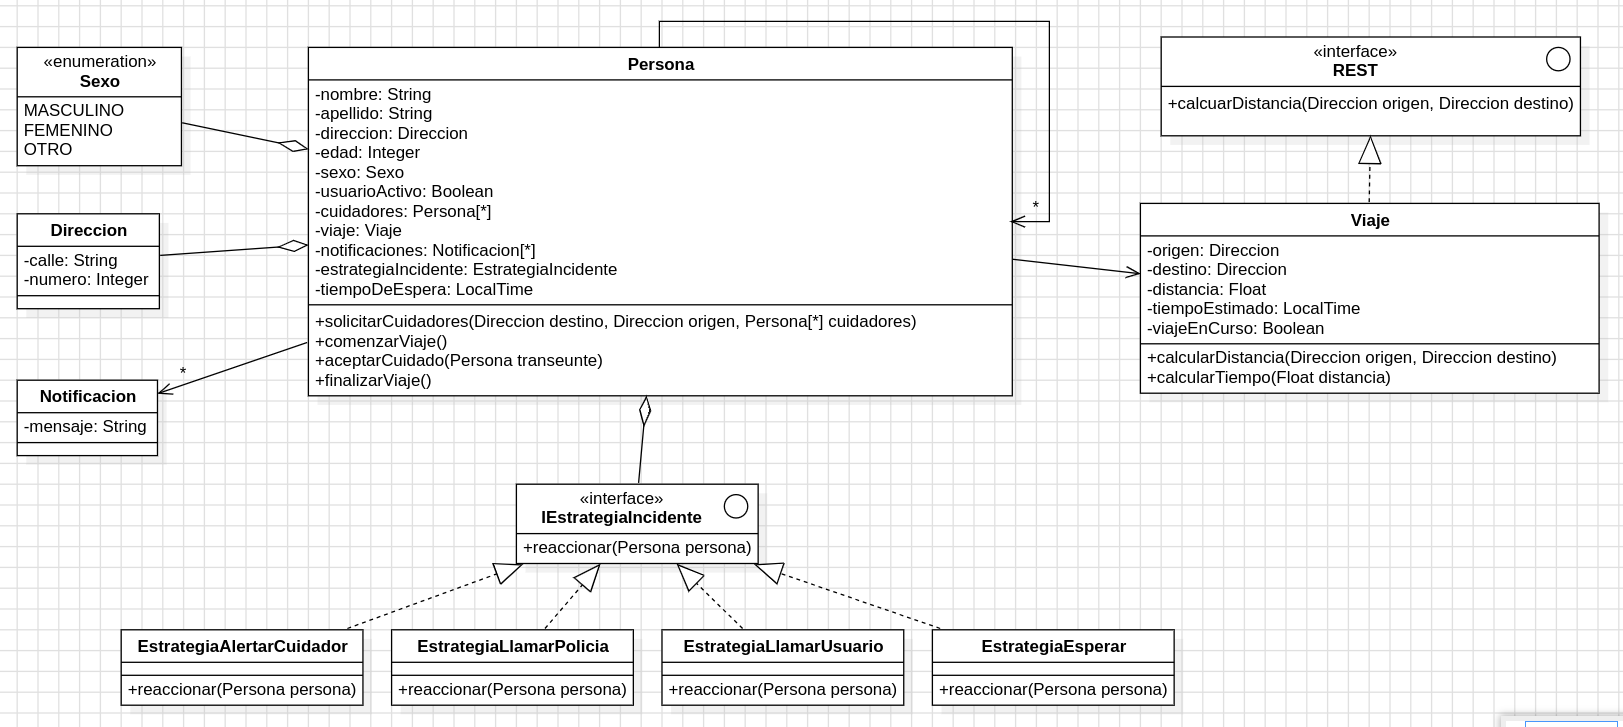 «enumeration»
Sexo
MASCULINO
FEMENINO
OTRO
Direccion
-calle: String
-numero: Integer
*
Notificacion
-mensaje: String
Persona
-nombre: String
-apellido: String
-direccion: Direccion
-edad: Integer
-sexo: Sexo
-usuarioActivo: Boolean
-cuidadores: Persona[*]
-viaje: Viaje
-notificaciones: Notificacion[*]
-estrategiaIncidente: EstrategiaIncidente
-tiempoDeEspera: LocalTime
+solicitarCuidadores(Direccion destino, Direccion origen, Persona[*] cuidadores)
+comenzarViaje()
+aceptarCuidado(Persona transeunte)
+finalizarViaje()
*
«interface»
REST
+calcuarDistancia(Direccion origen, Direccion destino)
Viaje
-origen: Direccion
-destino: Direccion
-distancia: Float
-tiempoEstimado: LocalTime
-viajeEnCurso: Boolean
+calcularDistancia(Direccion origen, Direccion destino)
+calcularTiempo(Float distancia)
«interface»
IEstrategiaIncidente
+reaccionar(Persona persona)
EstrategiaAlertarCuidador
+reaccionar(Persona persona)
EstrategiaLlamarPolicia
+reaccionar(Persona persona)
EstrategiaLlamarUsuario
+reaccionar(Persona persona)
EstrategiaEsperar
+reaccionar(Persona persona)